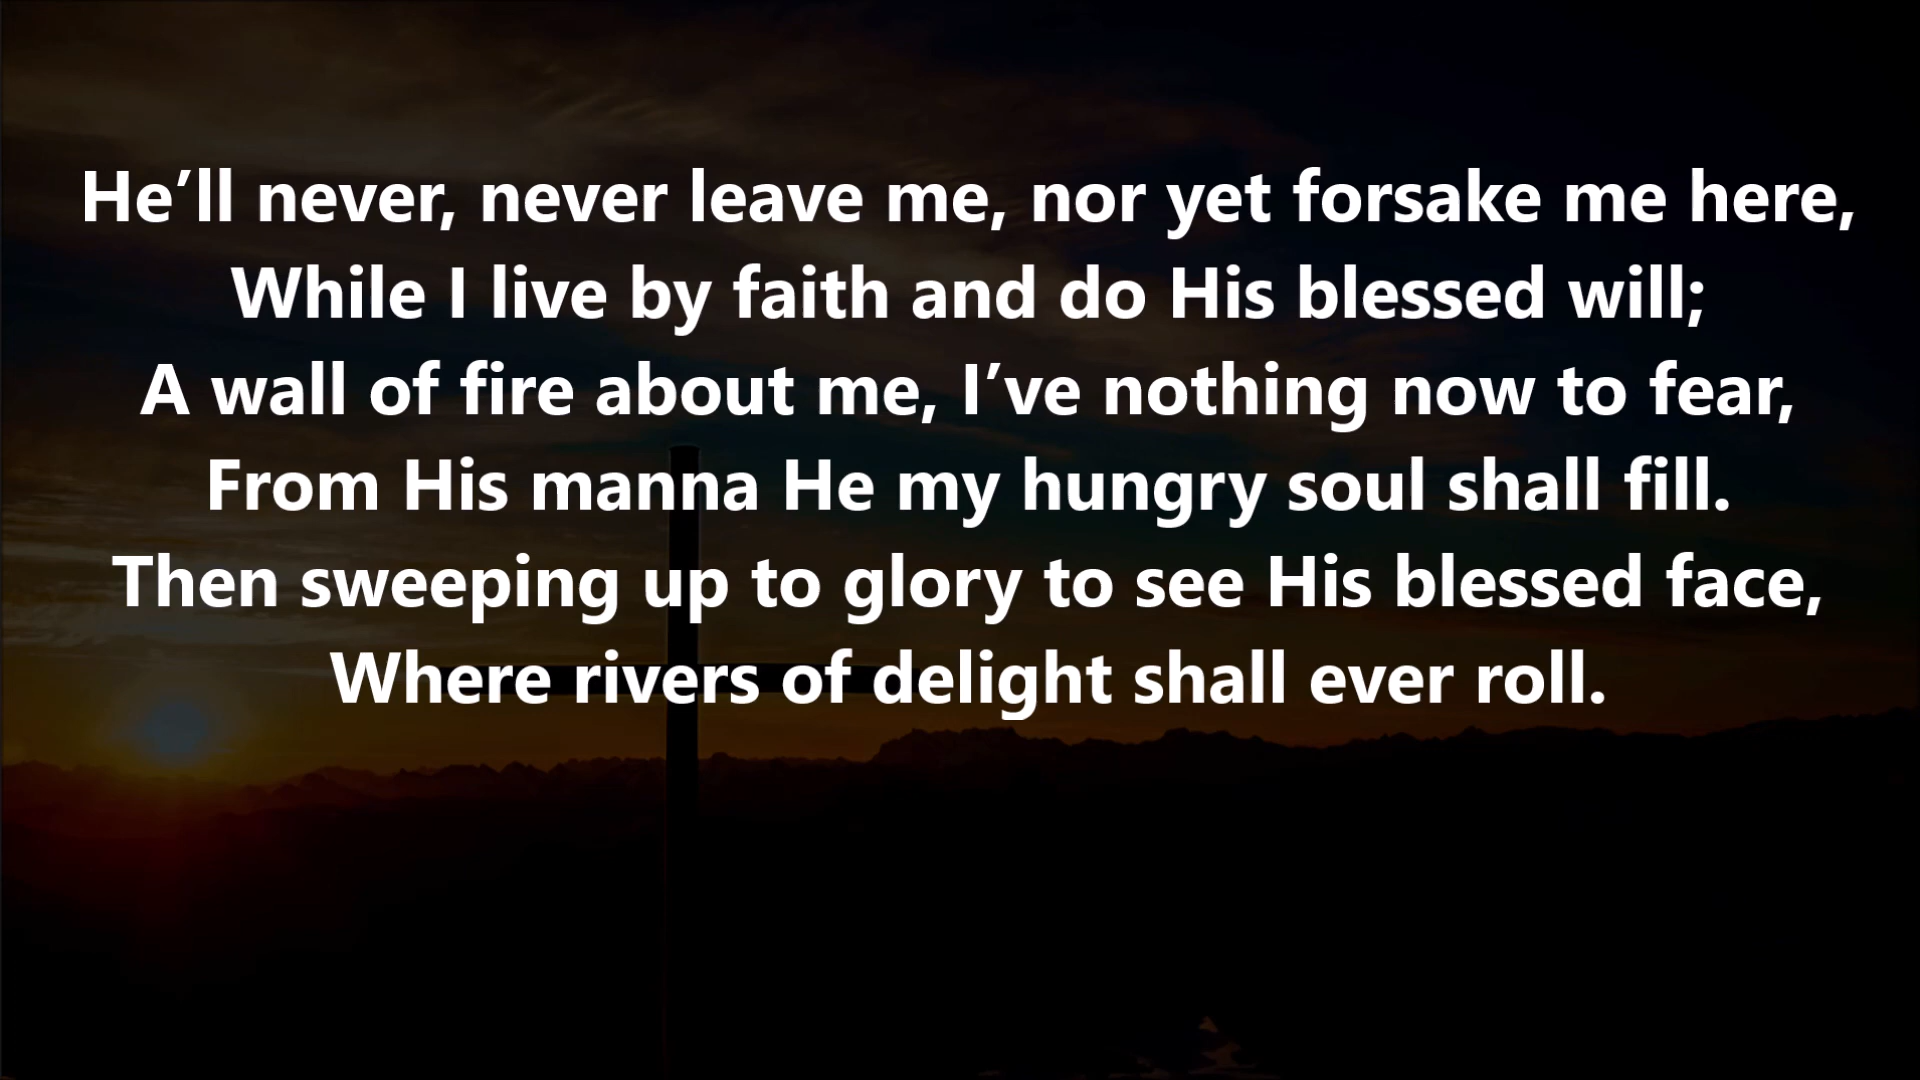 He’ll never, never leave me, nor yet forsake me here,
While I live by faith and do His blessed will;
A wall of fire about me, I’ve nothing now to fear,
From His manna He my hungry soul shall fill.
Then sweeping up to glory to see His blessed face,
Where rivers of delight shall ever roll.